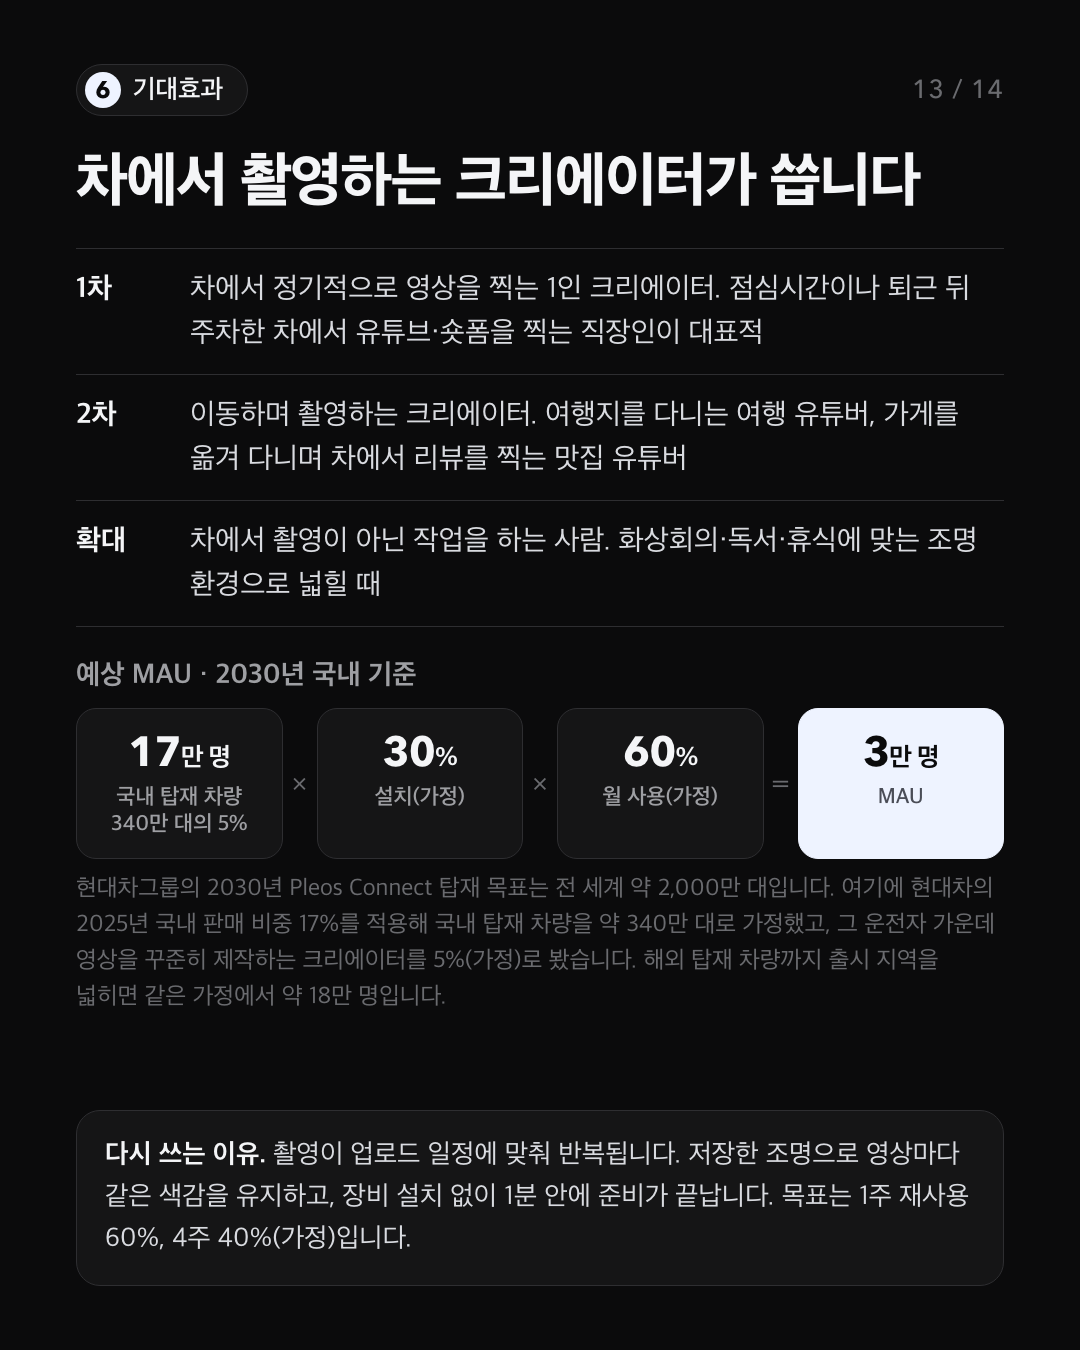 6 기대효과
13 / 14
차에서 촬영하는 크리에이터가 씁니다
1차
차에서 정기적으로 영상을 찍는 1인 크리에이터. 점심시간이나 퇴근 뒤
주차한 차에서 유튜브·숏폼을 찍는 직장인이 대표적
2차
이동하며 촬영하는 크리에이터. 여행지를 다니는 여행 유튜버, 가게를
옮겨 다니며 차에서 리뷰를 찍는 맛집 유튜버
확대
차에서 촬영이 아닌 작업을 하는 사람. 화상회의·독서·휴식에 맞는 조명
환경으로 넓힐 때
예상 MAU · 2030년 국내 기준
17만 명
국내 탑재 차량
340만 대의 5%
×
30%
설치(가정)
×
60%
월 사용(가정)
=
3만 명
MAU
현대차그룹의 2030년 Pleos Connect 탑재 목표는 전 세계 약 2,000만 대입니다. 여기에 현대차의
2025년 국내 판매 비중 17%를 적용해 국내 탑재 차량을 약 340만 대로 가정했고, 그 운전자 가운데
영상을 꾸준히 제작하는 크리에이터를 5%(가정)로 봤습니다. 해외 탑재 차량까지 출시 지역을
넓히면 같은 가정에서 약 18만 명입니다.
다시 쓰는 이유. 촬영이 업로드 일정에 맞춰 반복됩니다. 저장한 조명으로 영상마다
같은 색감을 유지하고, 장비 설치 없이 1분 안에 준비가 끝납니다. 목표는 1주 재사용
60%, 4주 40%(가정)입니다.